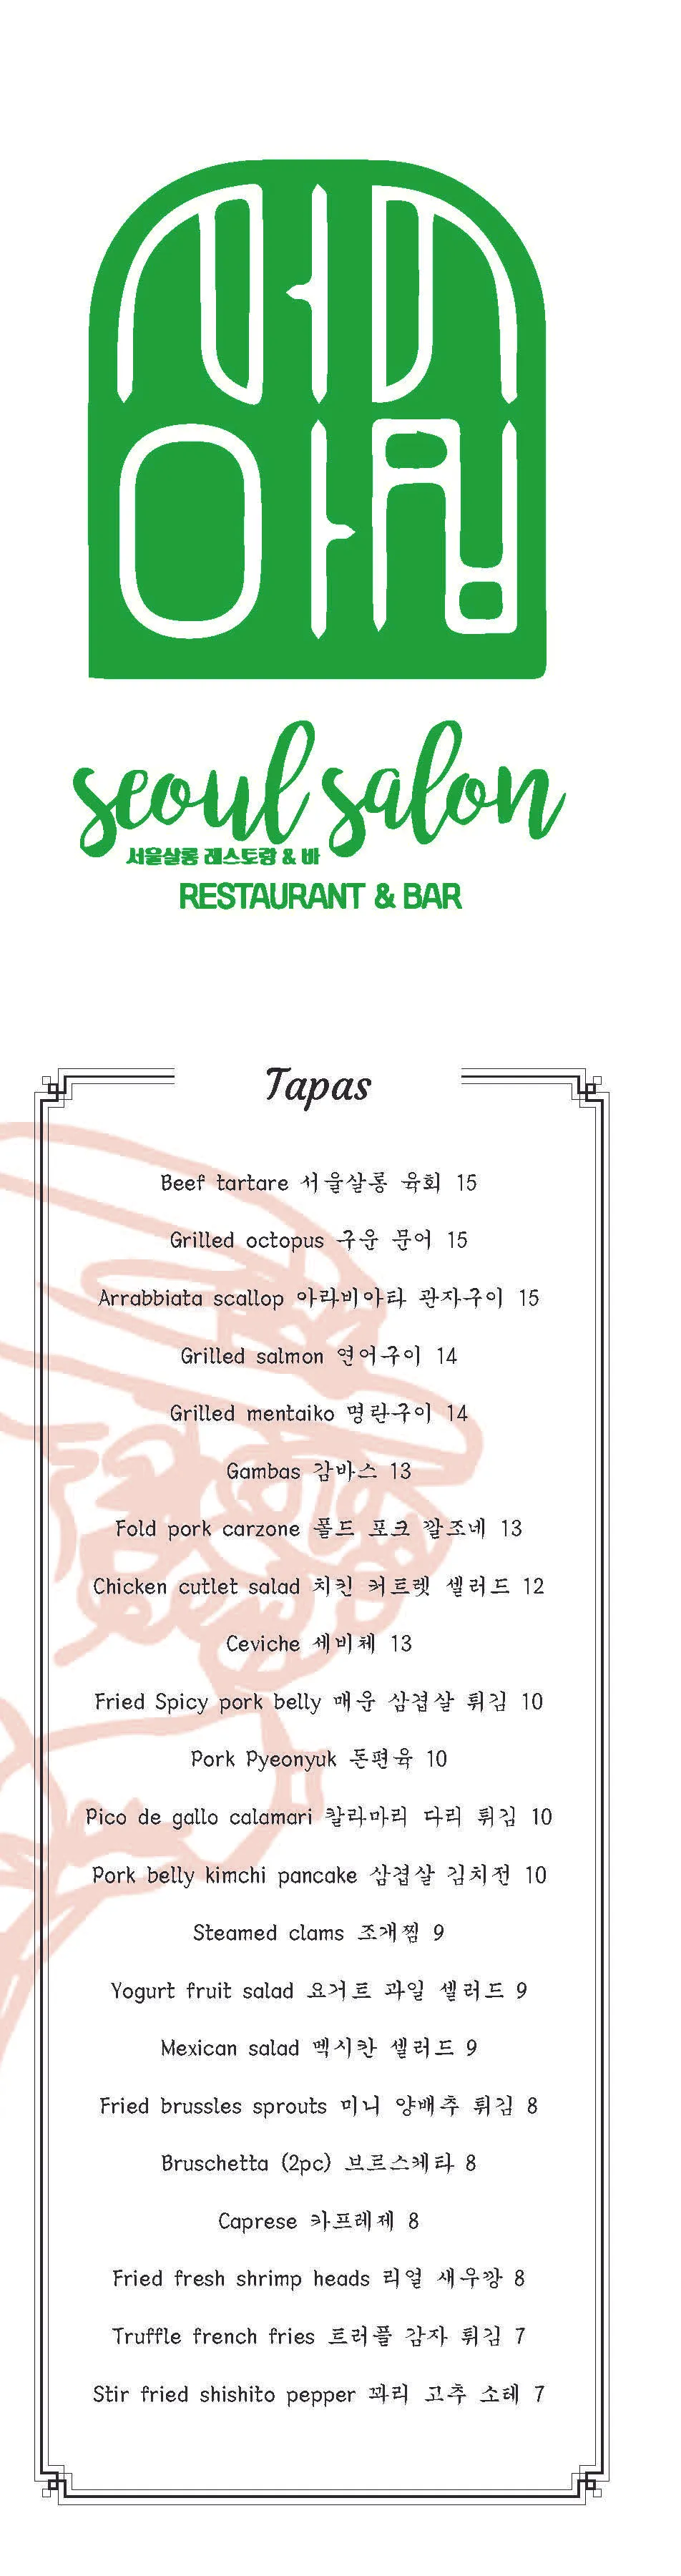 seoul salon
서울살롱 레스토랑 & 바
RESTAURANT & BAR
Tapas
Beef tartare 서울살롱 육회 15
Grilled octopus 구운 문어 15
Arrabbiata scallop 아라비아타 관자구이 15
Grilled salmon 연어구이 14
Grilled mentaiko 명란구이 14
Gambas 감바스 13
Fold pork carzone 폴드 포크 깔조네 13
Chicken cutlet salad 치킨 커트렛 셀러드 12
Ceviche 세비체 13
Fried Spicy pork belly 매운 삼겹살 튀김 10
Pork Pyeonyuk 돈편육 10
Pico de gallo calamari 칼라마리 다리 튀김 10
Pork belly kimchi pancake 삼겹살 김치전 10
Steamed clams 조개찜 9
Yogurt fruit salad 요거트 과일 셀러드 9
Mexican salad 멕시칸 셀러드 9
Fried brussles sprouts 미니 양배추 튀김 8
Bruschetta (2pc) 브르스케타 8
Caprese 카프레제 8
Fried fresh shrimp heads 리얼 새우깡 8
Truffle french fries 트러플 감자 튀김 7
Stir fried shishito pepper 꽈리 고추 소테 7